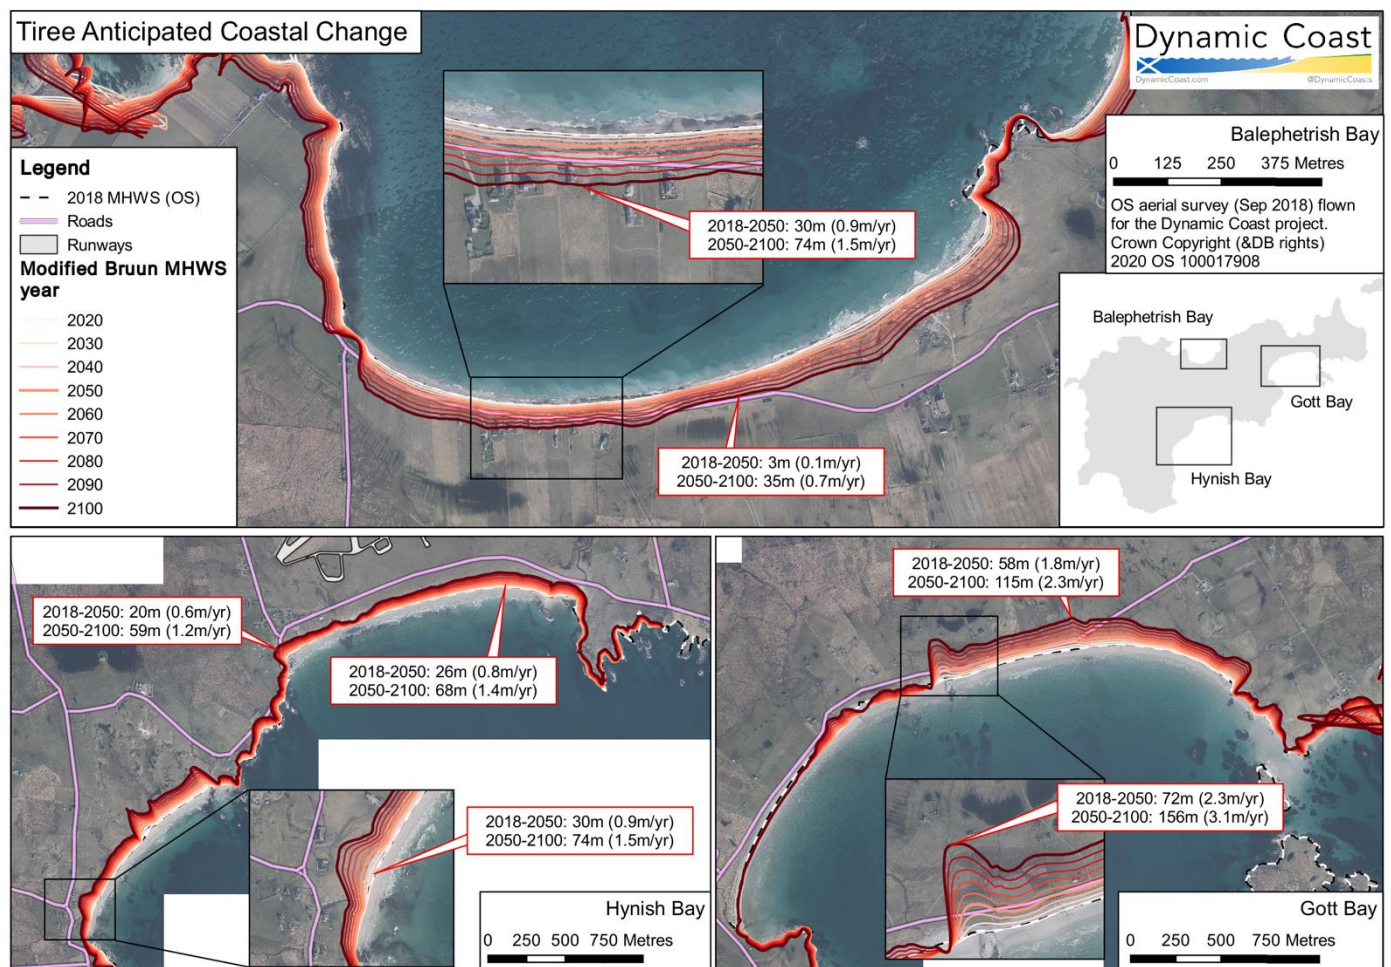 Tiree Anticipated Coastal Change
Dynamic Coast
DynamicCoast.com
@DynamicCoasts
Legend
2018 MHWS (OS)
Roads
Runways
Modified Bruun MHWS
year
2020
2030
2040
2050
2060
2070
2080
2090
2100
2018-2050: 30m (0.9m/yr)
2050-2100: 74m (1.5m/yr)
2018-2050: 3m (0.1m/yr)
2050-2100: 35m (0.7m/yr)
Balephetrish Bay
0 125 250 375 Metres
OS aerial survey (Sep 2018) flown
for the Dynamic Coast project.
Crown Copyright (&DB rights)
2020 OS 100017908
Balephetrish Bay
Gott Bay
Hynish Bay
2018-2050: 20m (0.6m/yr)
2050-2100: 59m (1.2m/yr)
2018-2050: 26m (0.8m/yr)
2050-2100: 68m (1.4m/yr)
2018-2050: 30m (0.9m/yr)
2050-2100: 74m (1.5m/yr)
Hynish Bay
0 250 500 750 Metres
2018-2050: 58m (1.8m/yr)
2050-2100: 115m (2.3m/yr)
2018-2050: 72m (2.3m/yr)
2050-2100: 156m (3.1m/yr)
Gott Bay
0 250 500 750 Metres